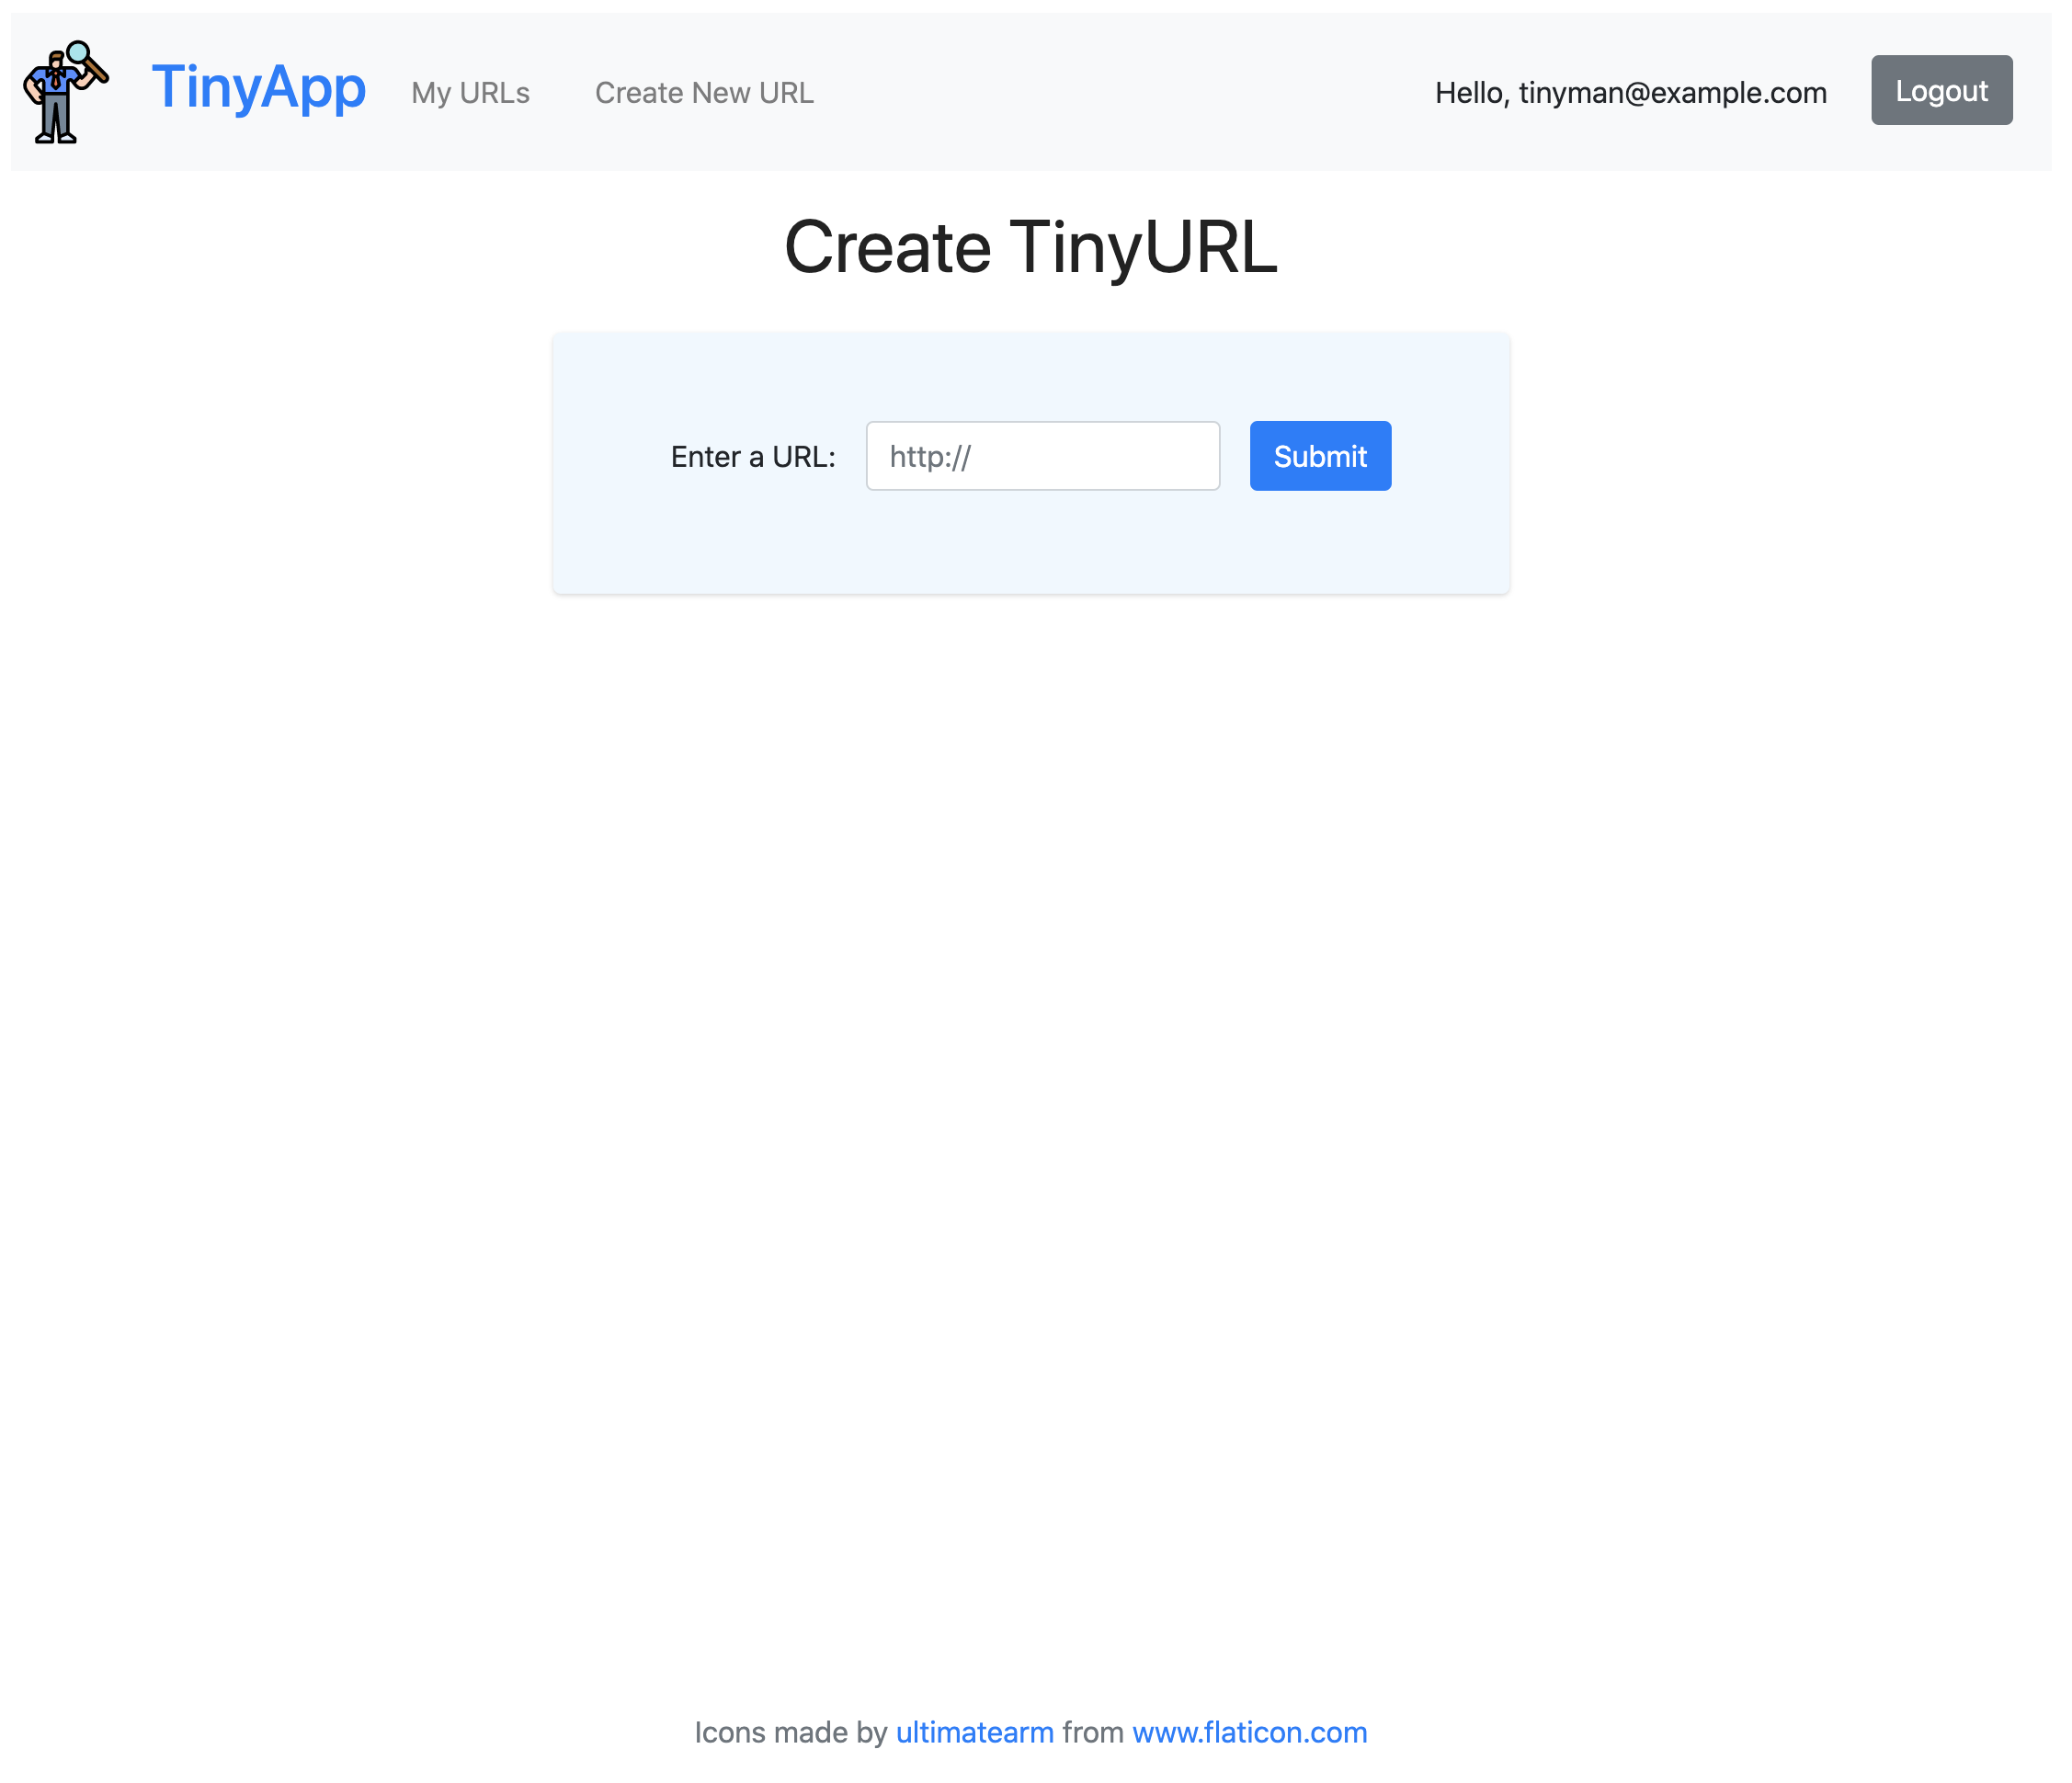 TinyApp My URLs Create New URL Hello, tinyman@example.com Logout
Create TinyURL
Enter a URL: http:// Submit
Icons made by ultimatearm from www.flaticon.com